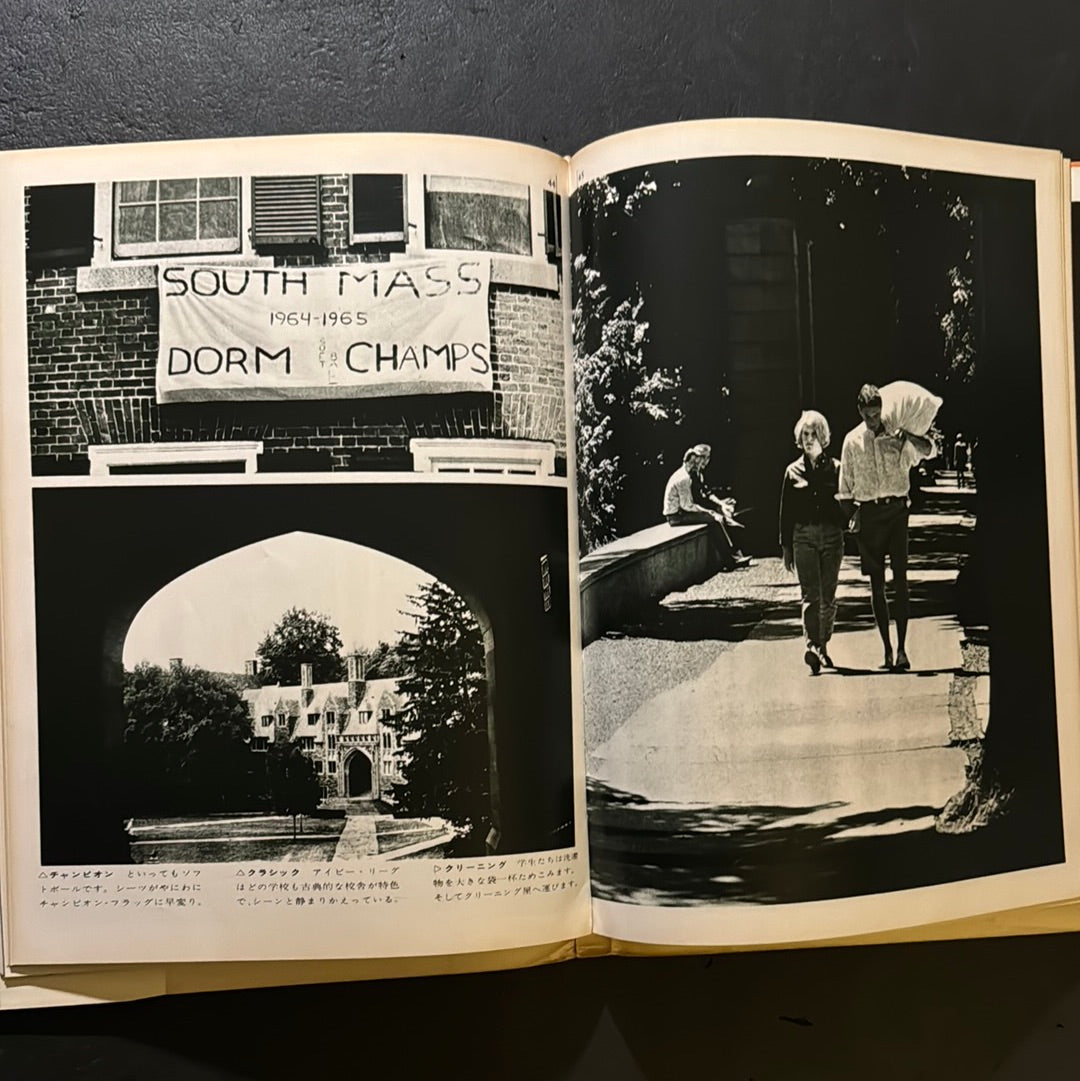 44
SOUTH MASS
1964-1965
DORM SOFT BALL CHAMPS
△チャンピオン といってもソフ
トボールです。シーツがやにわに
チャンピオン・フラッグに早変り。
△クラシック アイビー・リーグ
はどの学校も古典的な校舎が特色
で、シーンと静まりかえっている。
▷クリーニング 学生たちは洗濯
物を大きな袋一杯ためこみます。
そしてクリーニング屋へ運びます。
45